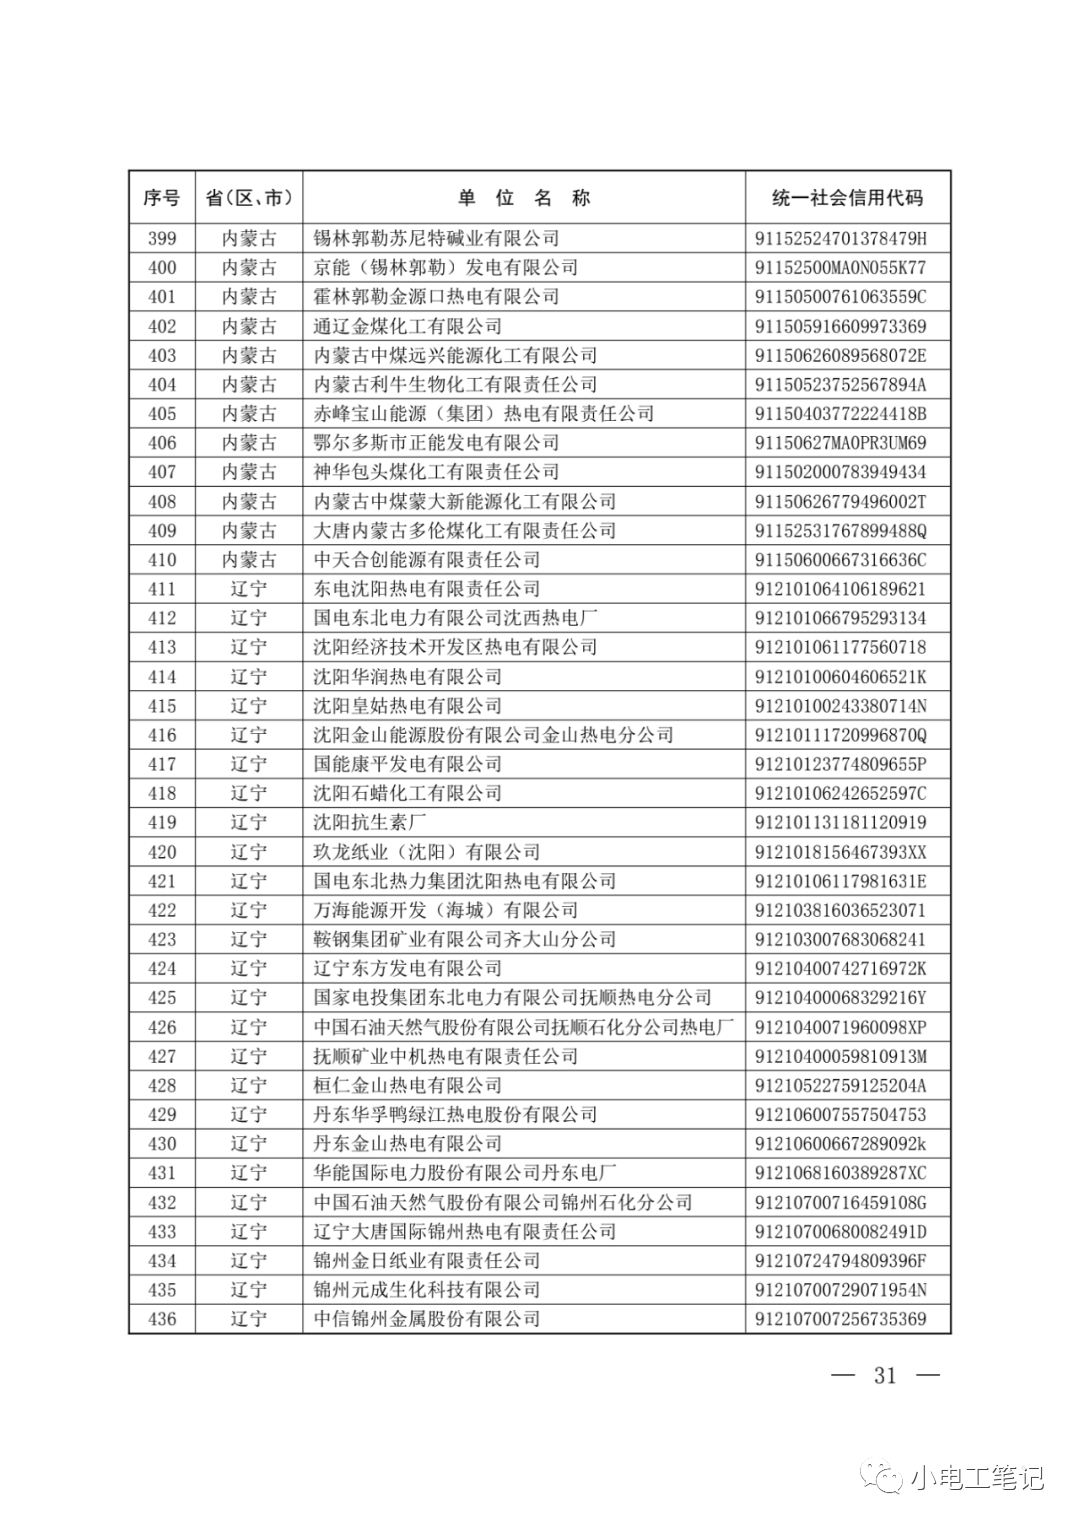 序号 省(区、市) 单位名称 统一社会信用代码
399 内蒙古 锡林郭勒苏尼特碱业有限公司 91152524701378479H
400 内蒙古 京能（锡林郭勒）发电有限公司 91152500MA0N055K77
401 内蒙古 霍林郭勒金源口热电有限公司 91150500761063559C
402 内蒙古 通辽金煤化工有限公司 911505916609973369
403 内蒙古 内蒙古中煤远兴能源化工有限公司 91150626089568072E
404 内蒙古 内蒙古利牛生物化工有限责任公司 91150523752567894A
405 内蒙古 赤峰宝山能源（集团）热电有限责任公司 91150403772224418B
406 内蒙古 鄂尔多斯市正能发电有限公司 91150627MA0PR3UM69
407 内蒙古 神华包头煤化工有限责任公司 911502000783949434
408 内蒙古 内蒙古中煤蒙大新能源化工有限公司 91150626779496002T
409 内蒙古 大唐内蒙古多伦煤化工有限责任公司 91152531767899488Q
410 内蒙古 中天合创能源有限责任公司 91150600667316636C
411 辽宁 东电沈阳热电有限责任公司 912101064106189621
412 辽宁 国电东北电力有限公司沈西热电厂 912101066795293134
413 辽宁 沈阳经济技术开发区热电有限公司 912101061177560718
414 辽宁 沈阳华润热电有限公司 91210100604606521K
415 辽宁 沈阳皇姑热电有限公司 91210100243380714N
416 辽宁 沈阳金山能源股份有限公司金山热电分公司 91210111720996870Q
417 辽宁 国能康平发电有限公司 91210123774809655P
418 辽宁 沈阳石蜡化工有限公司 91210106242652597C
419 辽宁 沈阳抗生素厂 912101131181120919
420 辽宁 玖龙纸业（沈阳）有限公司 9121018156467393XX
421 辽宁 国电东北热力集团沈阳热电有限公司 91210106117981631E
422 辽宁 万海能源开发（海城）有限公司 912103816036523071
423 辽宁 鞍钢集团矿业有限公司齐大山分公司 912103007683068241
424 辽宁 辽宁东方发电有限公司 91210400742716972K
425 辽宁 国家电投集团东北电力有限公司抚顺热电分公司 91210400068329216Y
426 辽宁 中国石油天然气股份有限公司抚顺石化分公司热电厂 9121040071960098XP
427 辽宁 抚顺矿业中机热电有限责任公司 91210400059810913M
428 辽宁 桓仁金山热电有限公司 91210522759125204A
429 辽宁 丹东华孚鸭绿江热电股份有限公司 912106007557504753
430 辽宁 丹东金山热电有限公司 91210600667289092k
431 辽宁 华能国际电力股份有限公司丹东电厂 9121068160389287XC
432 辽宁 中国石油天然气股份有限公司锦州石化分公司 91210700716459108G
433 辽宁 辽宁大唐国际锦州热电有限责任公司 91210700680082491D
434 辽宁 锦州金日纸业有限责任公司 91210724794809396F
435 辽宁 锦州元成生化科技有限公司 91210700729071954N
436 辽宁 中信锦州金属股份有限公司 912107007256735369
— 31 —
小电工笔记